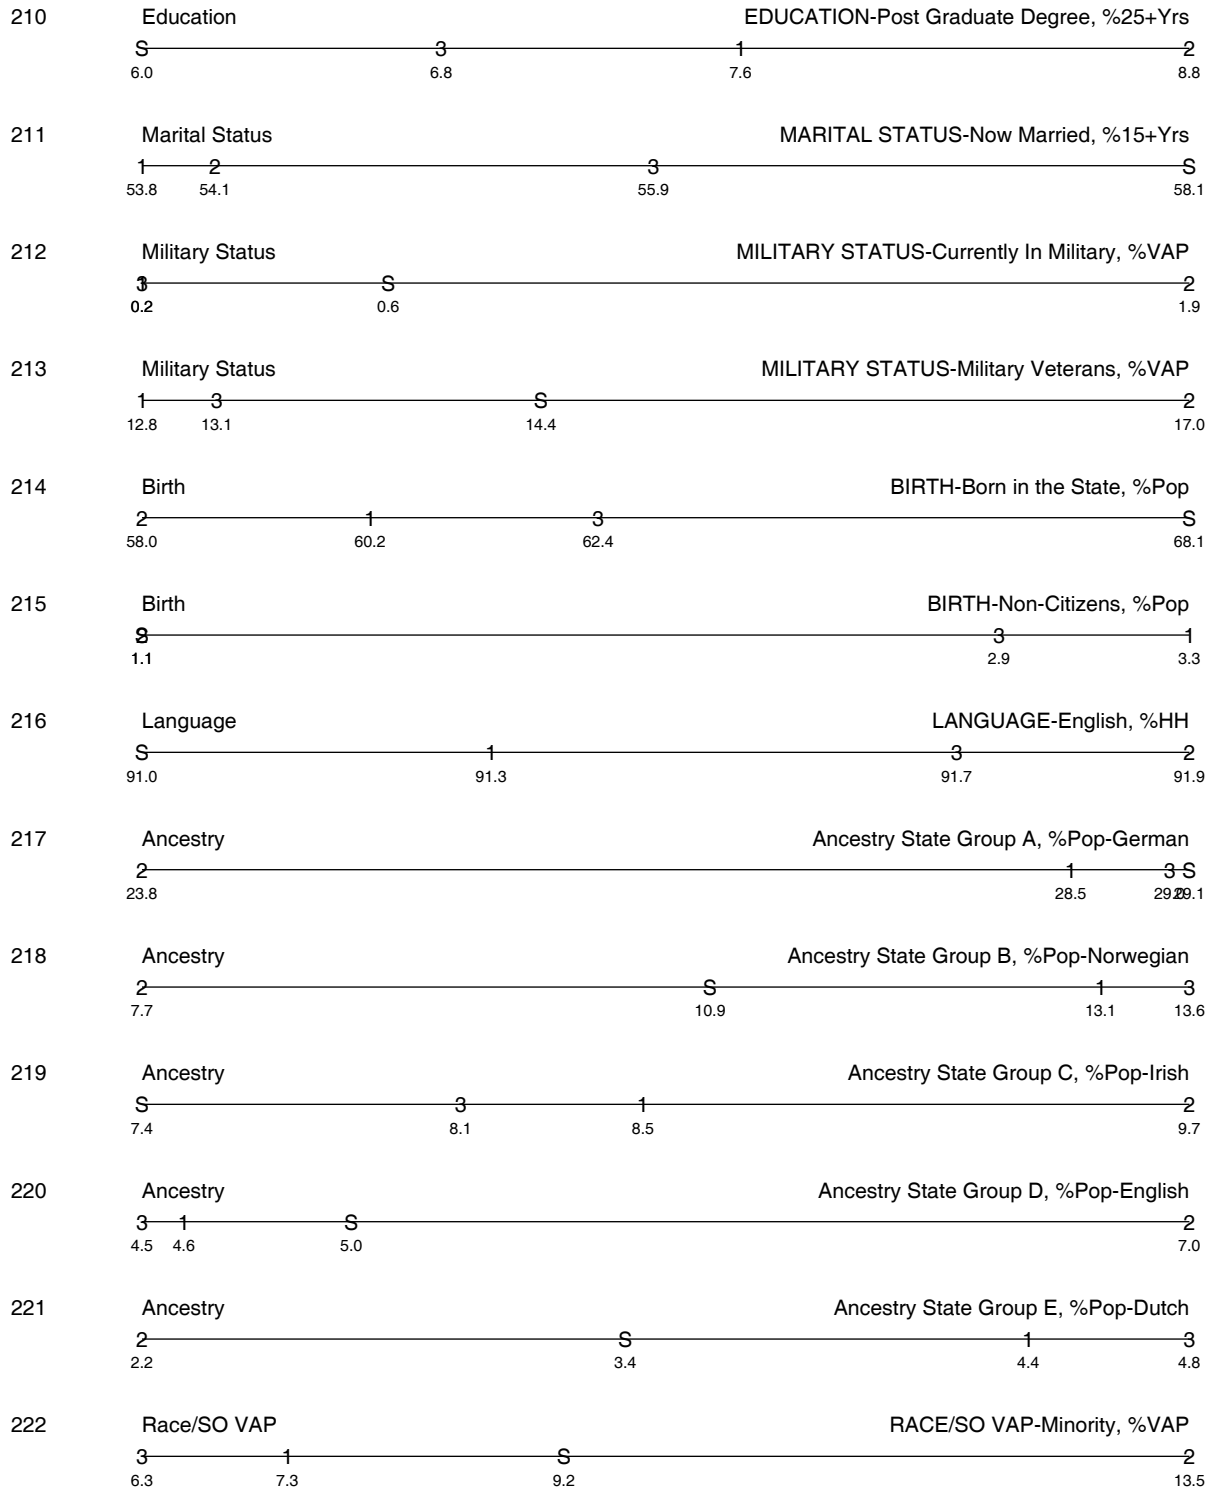 210 Education EDUCATION-Post Graduate Degree, %25+Yrs
S 3 1 2
6.0 6.8 7.6 8.8
211 Marital Status MARITAL STATUS-Now Married, %15+Yrs
1 2 3 S
53.8 54.1 55.9 58.1
212 Military Status MILITARY STATUS-Currently In Military, %VAP
1 3 S 2
0.2 0.2 0.6 1.9
213 Military Status MILITARY STATUS-Military Veterans, %VAP
1 3 S 2
12.8 13.1 14.4 17.0
214 Birth BIRTH-Born in the State, %Pop
2 1 3 S
58.0 60.2 62.4 68.1
215 Birth BIRTH-Non-Citizens, %Pop
S 2 3 1
1.1 1.1 2.9 3.3
216 Language LANGUAGE-English, %HH
S 1 3 2
91.0 91.3 91.7 91.9
217 Ancestry Ancestry State Group A, %Pop-German
2 1 3 S
23.8 28.5 29.0 29.1
218 Ancestry Ancestry State Group B, %Pop-Norwegian
2 S 1 3
7.7 10.9 13.1 13.6
219 Ancestry Ancestry State Group C, %Pop-Irish
S 3 1 2
7.4 8.1 8.5 9.7
220 Ancestry Ancestry State Group D, %Pop-English
3 1 S 2
4.5 4.6 5.0 7.0
221 Ancestry Ancestry State Group E, %Pop-Dutch
2 S 1 3
2.2 3.4 4.4 4.8
222 Race/SO VAP RACE/SO VAP-Minority, %VAP
3 1 S 2
6.3 7.3 9.2 13.5